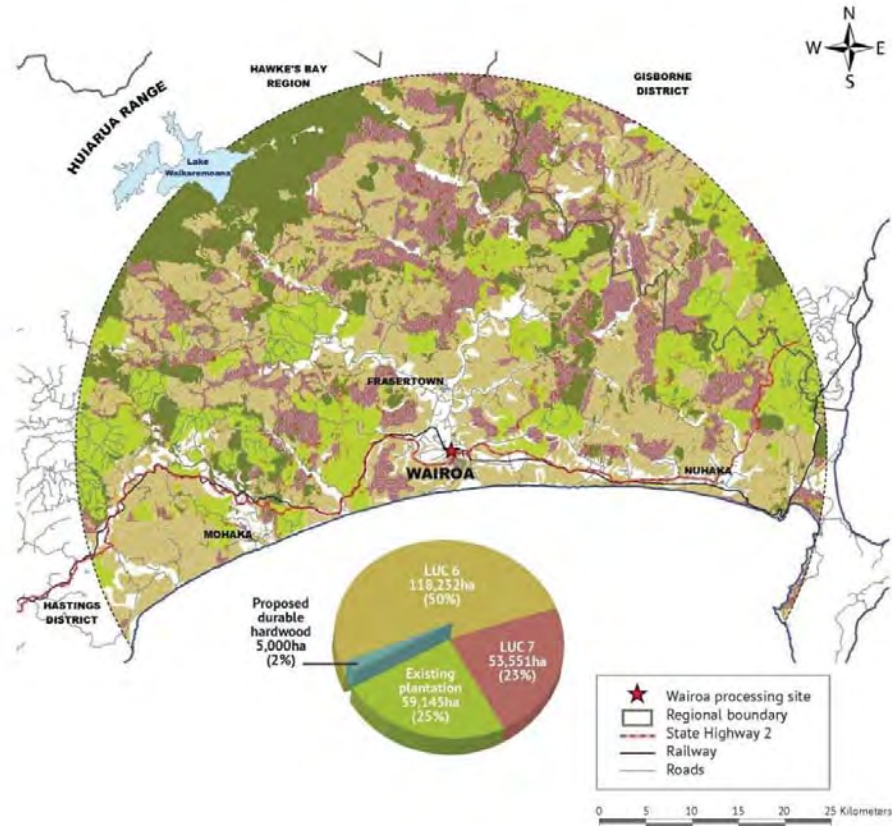 N
W E
S
HAWKE'S BAY
REGION
GISBORNE
DISTRICT
HUIARUA RANGE
Lake
Waikaremoana
FRASERTOWN
WAIROA
NUHAKA
MOHAKA
HASTINGS
DISTRICT
LUC 6
118,232ha
(50%)
Proposed
durable
hardwood
5,000ha
(2%)
LUC 7
53,551ha
(23%)
Existing
plantation
59,145ha
(25%)
Wairoa processing site
Regional boundary
State Highway 2
Railway
Roads
0 5 10 15 20 25 Kilometers